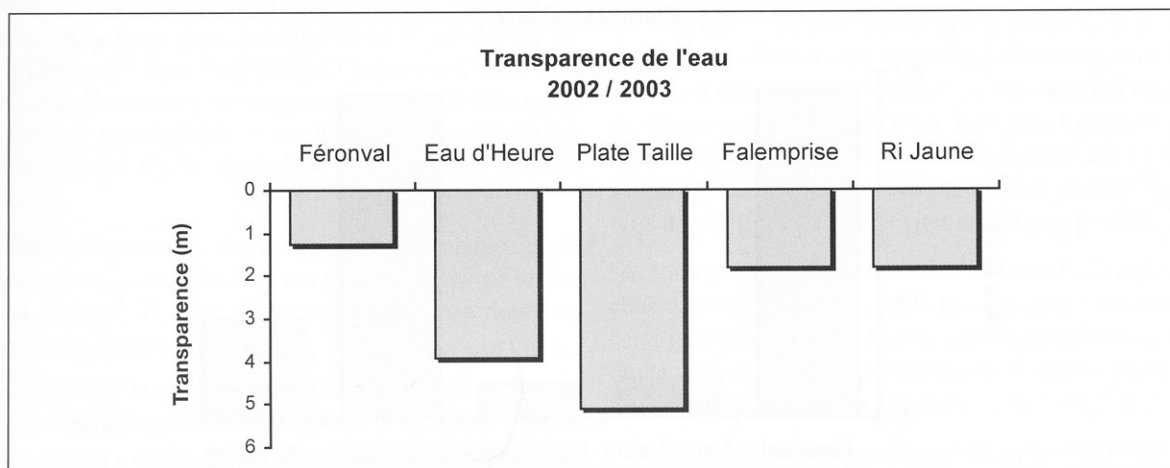 Transparence de l'eau
2002 / 2003
Féronval Eau d'Heure Plate Taille Falemprise Ri Jaune
0
1
2
3
4
5
6
Transparence (m)